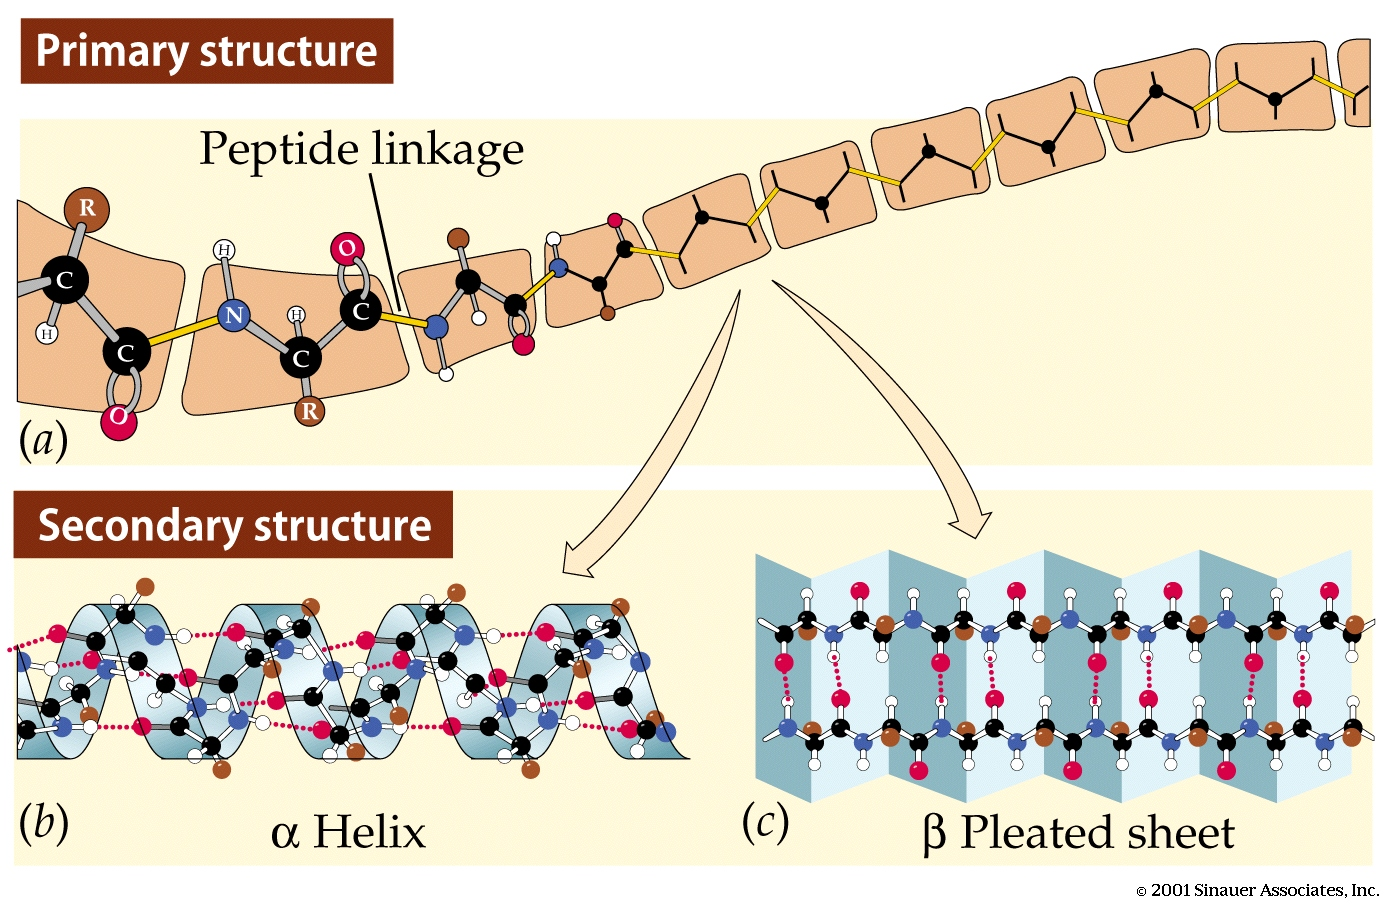 Primary structure
Peptide linkage
R
H
O
C
N
H
H
C
C
C
O
R
(a)
Secondary structure
(b)
α Helix
(c)
β Pleated sheet
© 2001 Sinauer Associates, Inc.